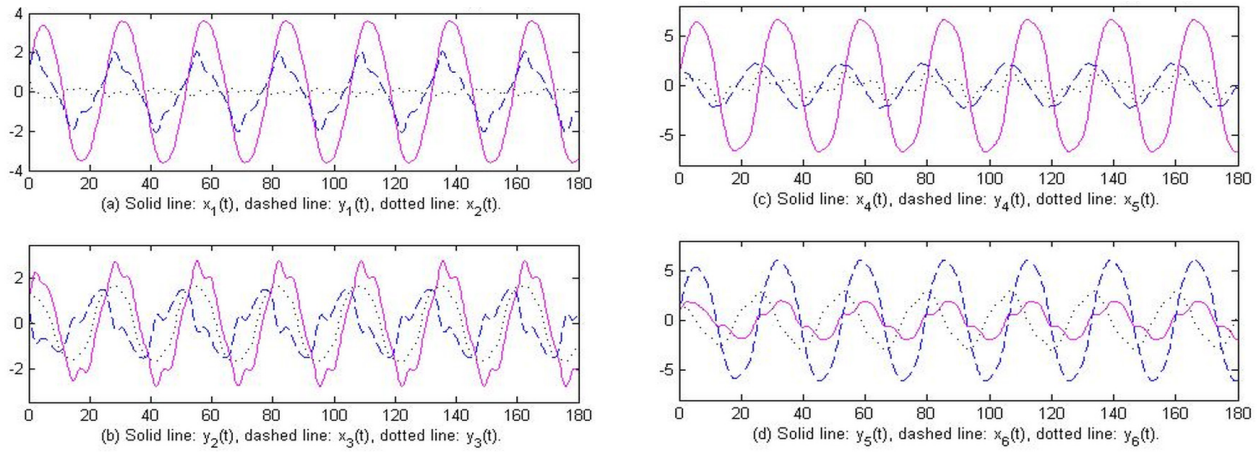 4
2
0
-2
-4
0 20 40 60 80 100 120 140 160 180
(a) Solid line: x1(t), dashed line: y1(t), dotted line: x2(t).
2
0
-2
0 20 40 60 80 100 120 140 160 180
(b) Solid line: y2(t), dashed line: x3(t), dotted line: y3(t).
5
0
-5
0 20 40 60 80 100 120 140 160 180
(c) Solid line: x4(t), dashed line: y4(t), dotted line: x5(t).
5
0
-5
0 20 40 60 80 100 120 140 160 180
(d) Solid line: y5(t), dashed line: x6(t), dotted line: y6(t).